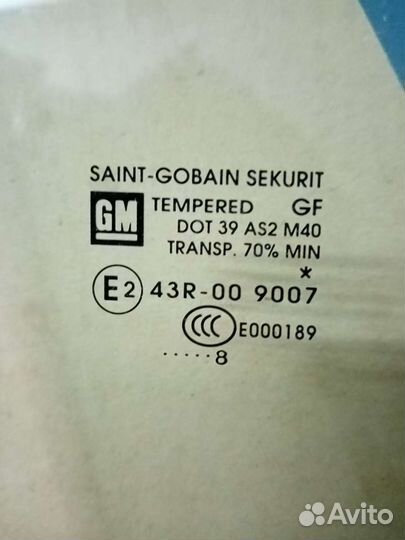 SAINT-GOBAIN SEKURIT
GM TEMPERED GF
DOT 39 AS2 M40
TRANSP. 70% MIN
*
E2 43R-00 9007
CCC E000189
.....8
Avito